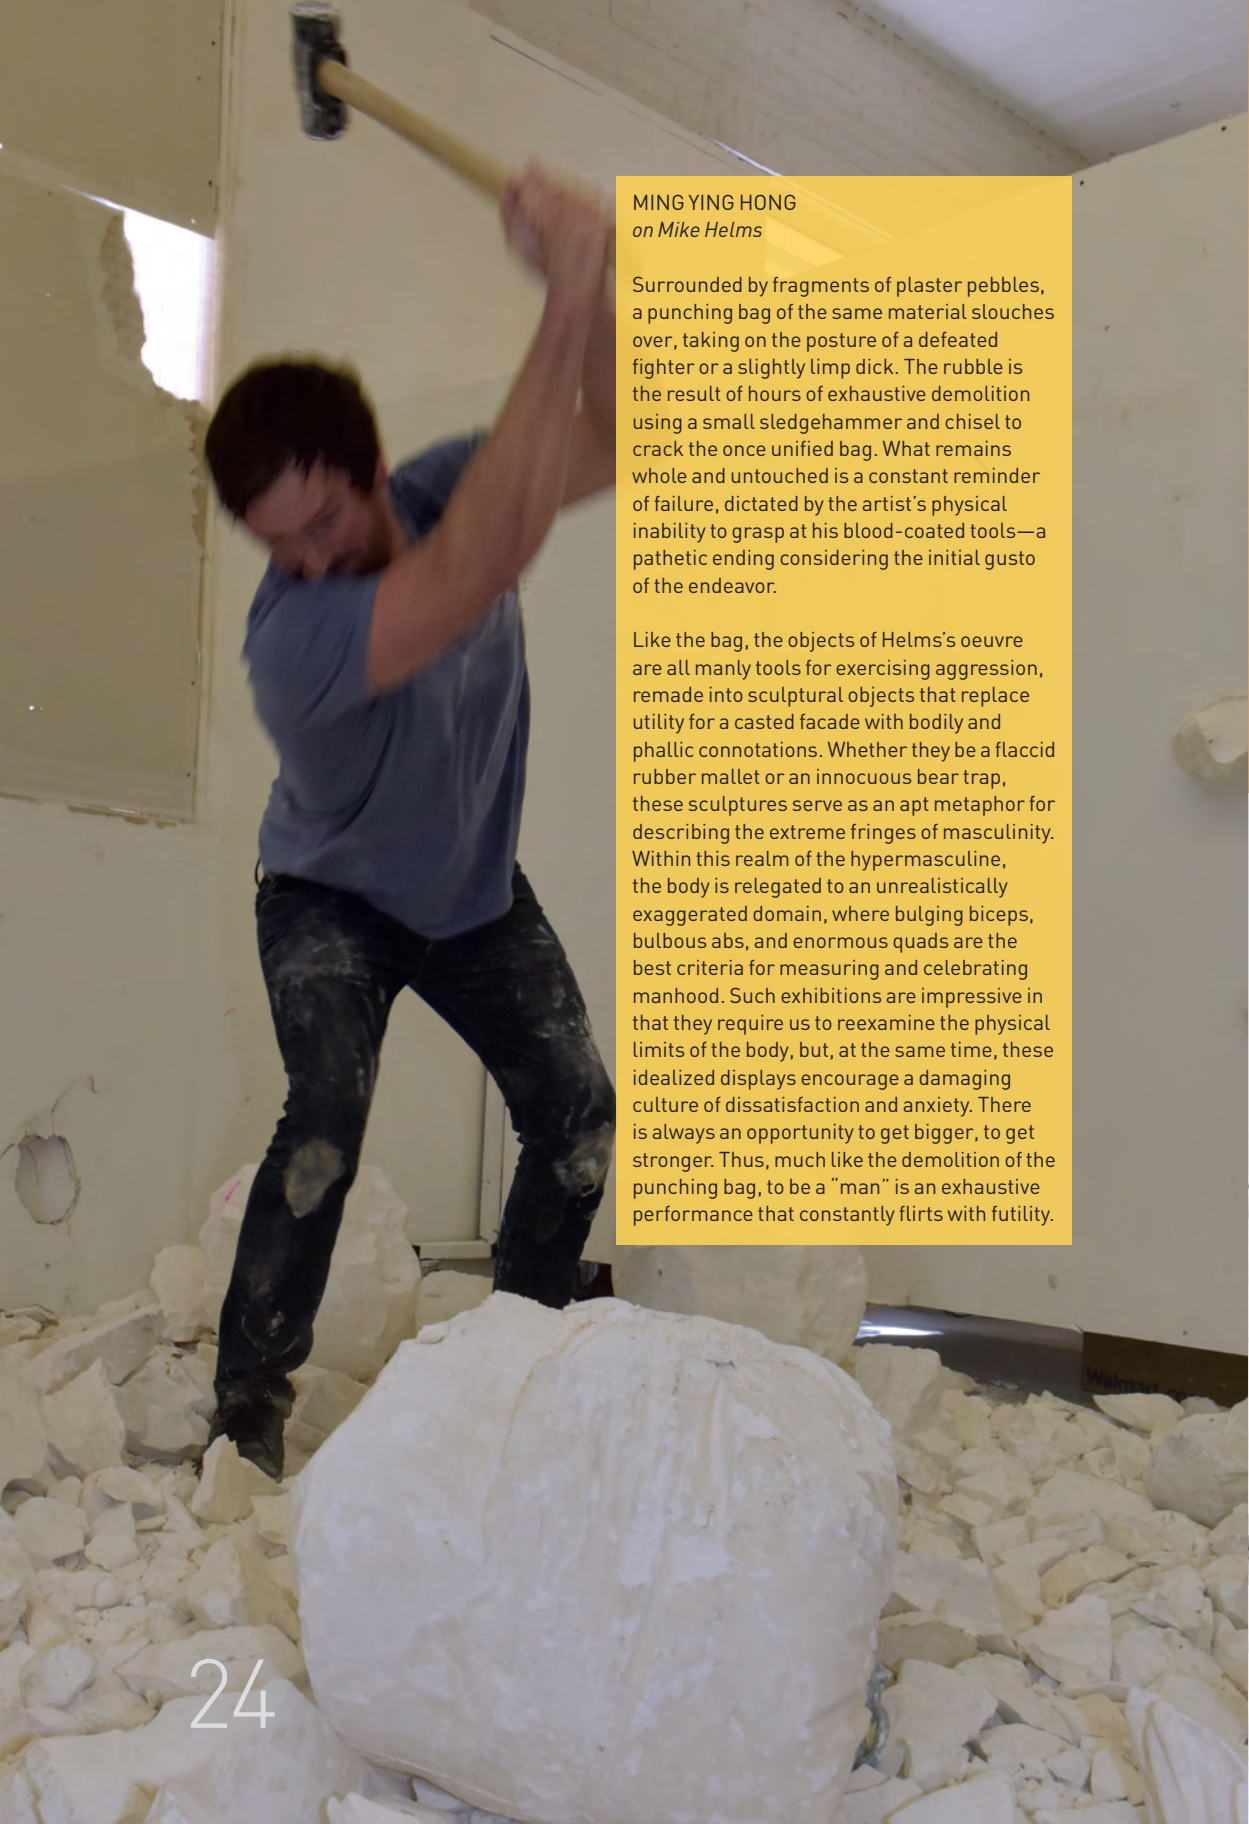 MING YING HONG
on Mike Helms
Surrounded by fragments of plaster pebbles,
a punching bag of the same material slouches
over, taking on the posture of a defeated
fighter or a slightly limp dick. The rubble is
the result of hours of exhaustive demolition
using a small sledgehammer and chisel to
crack the once unified bag. What remains
whole and untouched is a constant reminder
of failure, dictated by the artist’s physical
inability to grasp at his blood-coated tools—a
pathetic ending considering the initial gusto
of the endeavor.
Like the bag, the objects of Helms’s oeuvre
are all manly tools for exercising aggression,
remade into sculptural objects that replace
utility for a casted facade with bodily and
phallic connotations. Whether they be a flaccid
rubber mallet or an innocuous bear trap,
these sculptures serve as an apt metaphor for
describing the extreme fringes of masculinity.
Within this realm of the hypermasculine,
the body is relegated to an unrealistically
exaggerated domain, where bulging biceps,
bulbous abs, and enormous quads are the
best criteria for measuring and celebrating
manhood. Such exhibitions are impressive in
that they require us to reexamine the physical
limits of the body, but, at the same time, these
idealized displays encourage a damaging
culture of dissatisfaction and anxiety. There
is always an opportunity to get bigger, to get
stronger. Thus, much like the demolition of the
punching bag, to be a “man” is an exhaustive
performance that constantly flirts with futility.
24